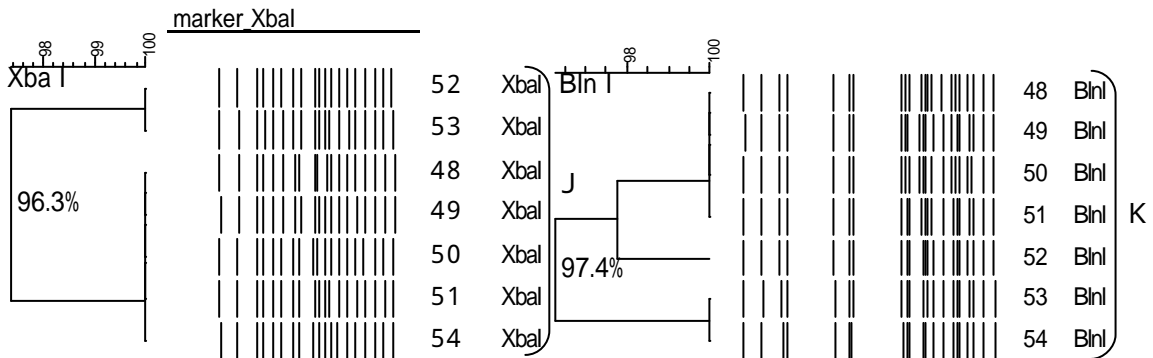 marker_XbaI
98 99 100
Xba I
52 XbaI
53 XbaI
48 XbaI
49 XbaI
50 XbaI
51 XbaI
54 XbaI
96.3%
J
98 100
Bln I
48 BlnI
49 BlnI
50 BlnI
51 BlnI
52 BlnI
53 BlnI
54 BlnI
97.4%
K